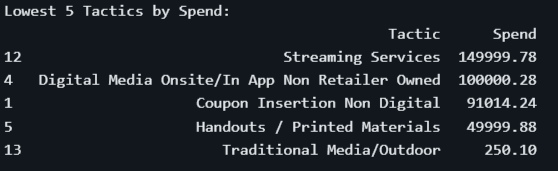 Lowest 5 Tactics by Spend:
Tactic Spend
12 Streaming Services 149999.78
4 Digital Media Onsite/In App Non Retailer Owned 100000.28
1 Coupon Insertion Non Digital 91014.24
5 Handouts / Printed Materials 49999.88
13 Traditional Media/Outdoor 250.10